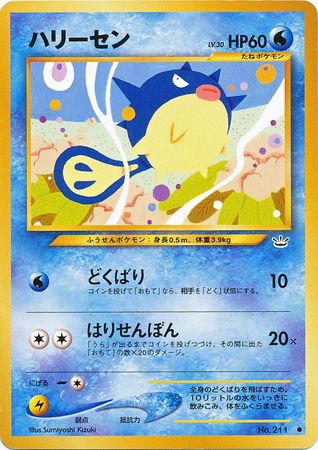 ハリーセン LV.30 HP60
たねポケモン
ふうせんポケモン：身長0.5m、体重3.9kg
どくばり 10
コインを投げて「おもて」なら、相手を「どく」状態にする。
はりせんぼん 20×
「うら」が出るまでコインを投げつづけ、その間に出た
「おもて」の数×20のダメージ。
にげる
弱点 抵抗力
全身のどくばりを飛ばすため、
10リットルの水をいっきに
飲みこみ、体をふくらませる。
Illus.Sumiyoshi Kizuki No.211